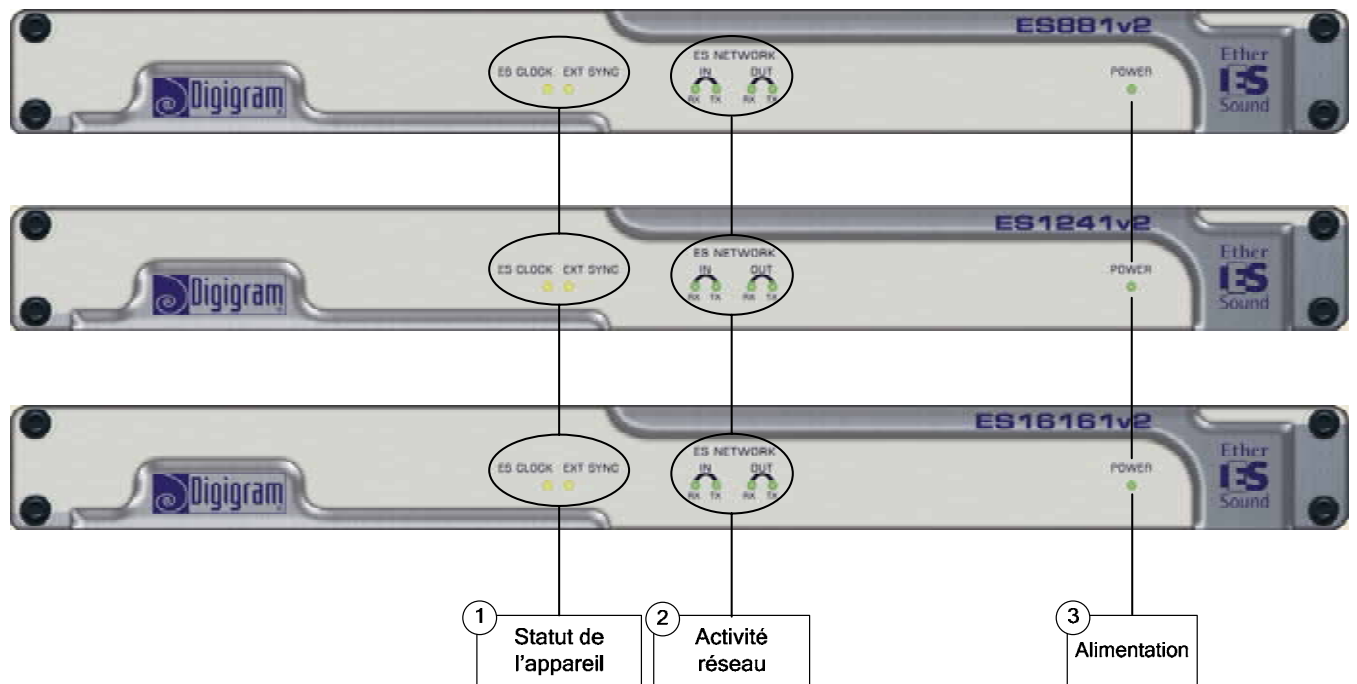 ES881v2
ES CLOCK EXT SYNC
ES NETWORK
IN OUT
RX TX RX TX
POWER
Ether
ES
Sound
Digigram
ES1241v2
ES CLOCK EXT SYNC
ES NETWORK
IN OUT
RX TX RX TX
POWER
Ether
ES
Sound
Digigram
ES16161v2
ES CLOCK EXT SYNC
ES NETWORK
IN OUT
RX TX RX TX
POWER
Ether
ES
Sound
Digigram
1
Statut de
l'appareil
2
Activité
réseau
3
Alimentation